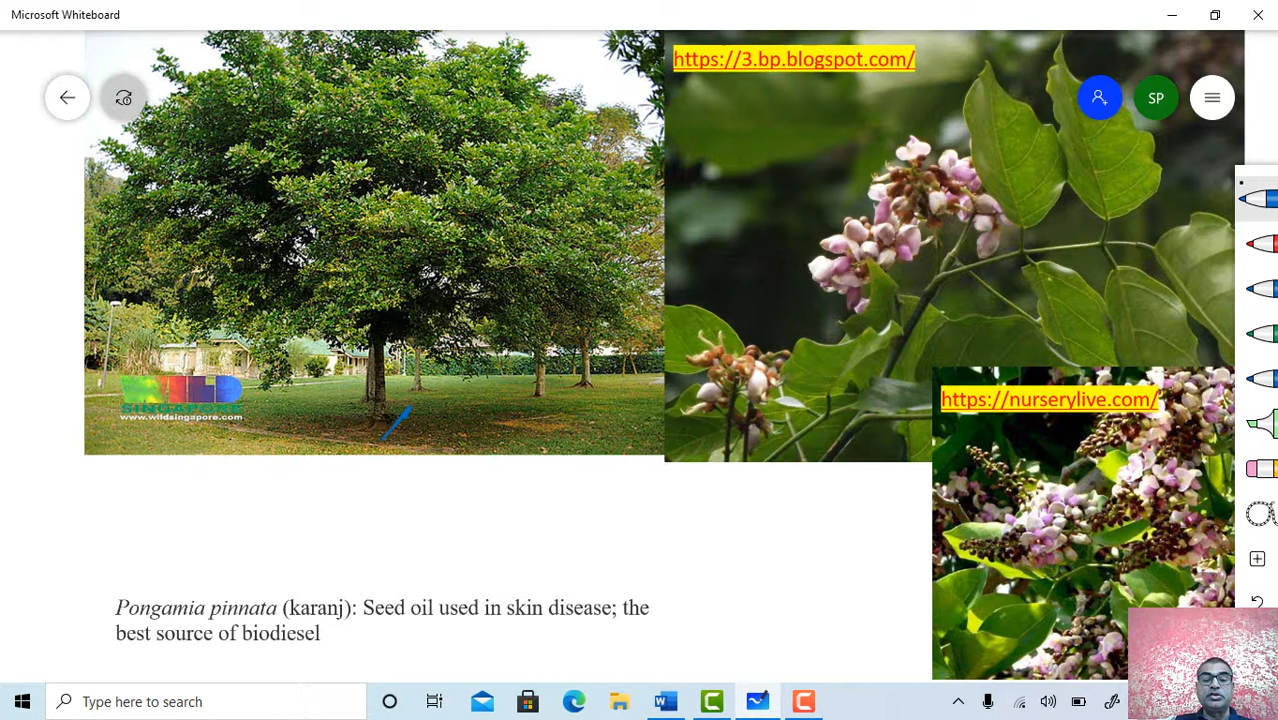 Microsoft Whiteboard
https://3.bp.blogspot.com/
SP
SINGAPORE
www.wildsingapore.com
https://nurserylive.com/
Pongamia pinnata (karanj): Seed oil used in skin disease; the
best source of biodiesel
Type here to search